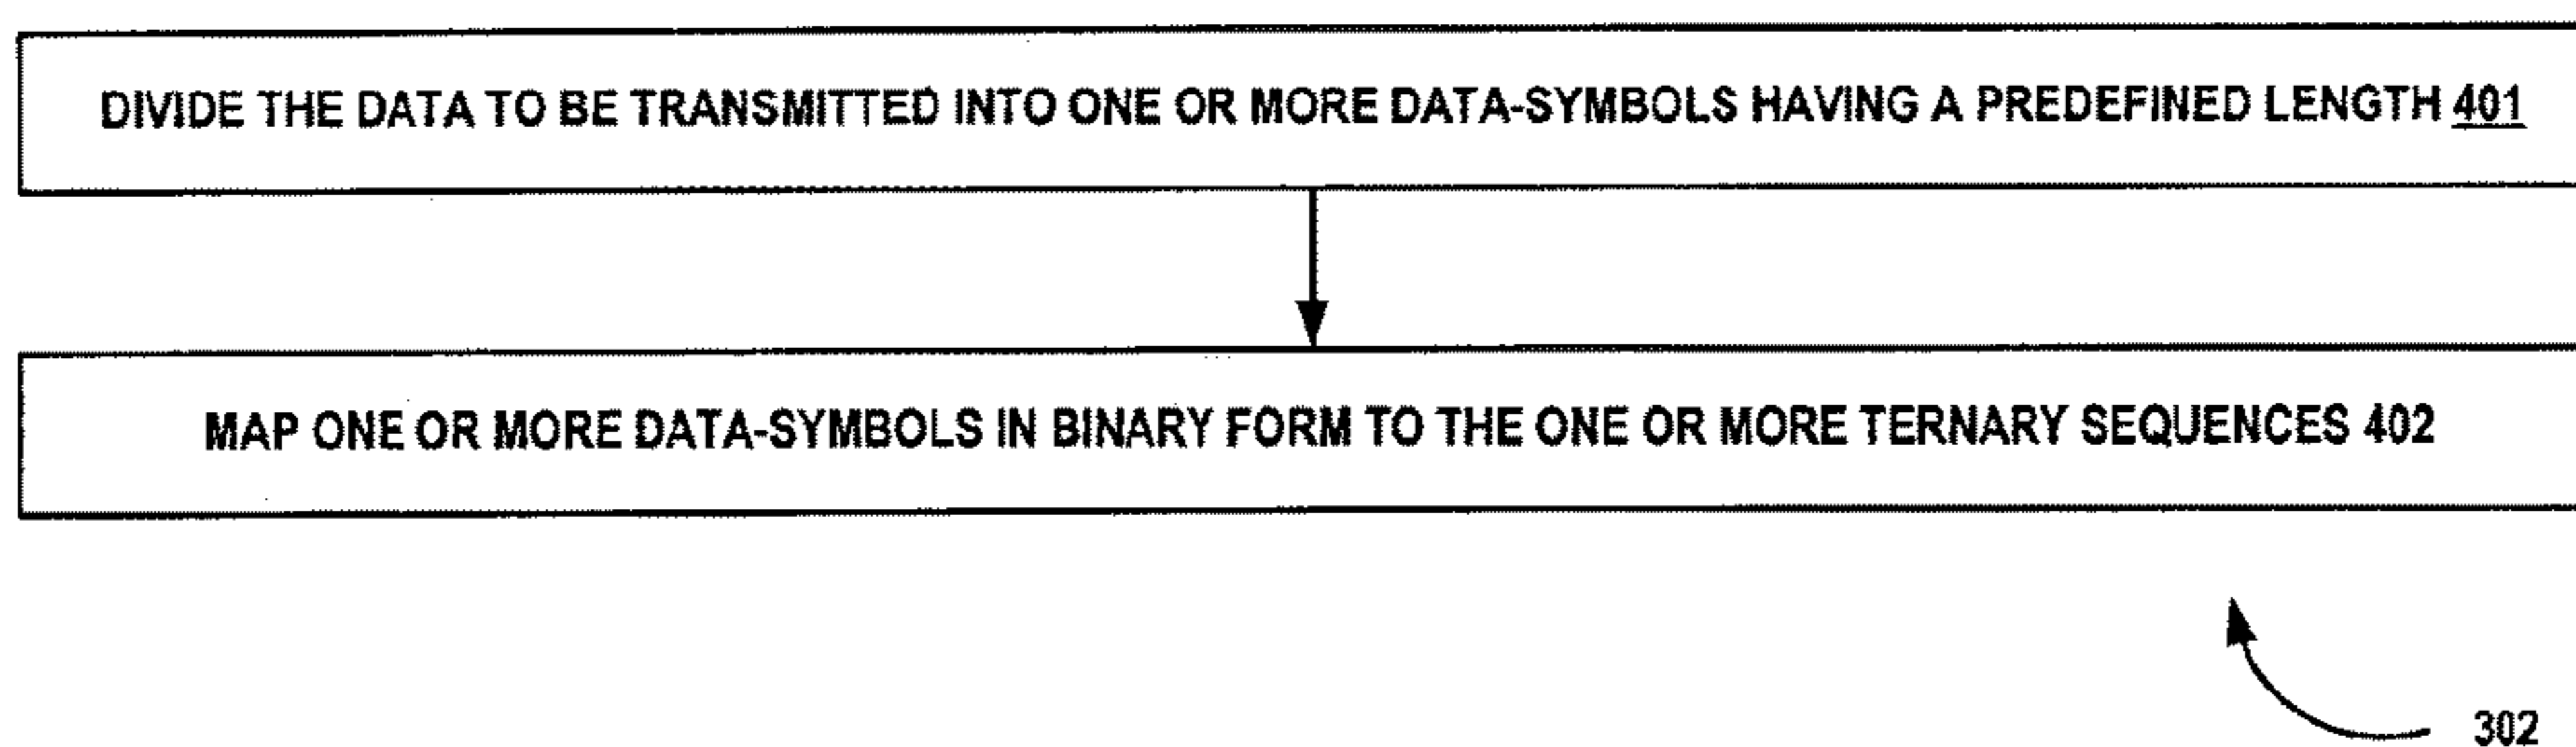 DIVIDE THE DATA TO BE TRANSMITTED INTO ONE OR MORE DATA-SYMBOLS HAVING A PREDEFINED LENGTH 401
MAP ONE OR MORE DATA-SYMBOLS IN BINARY FORM TO THE ONE OR MORE TERNARY SEQUENCES 402
302